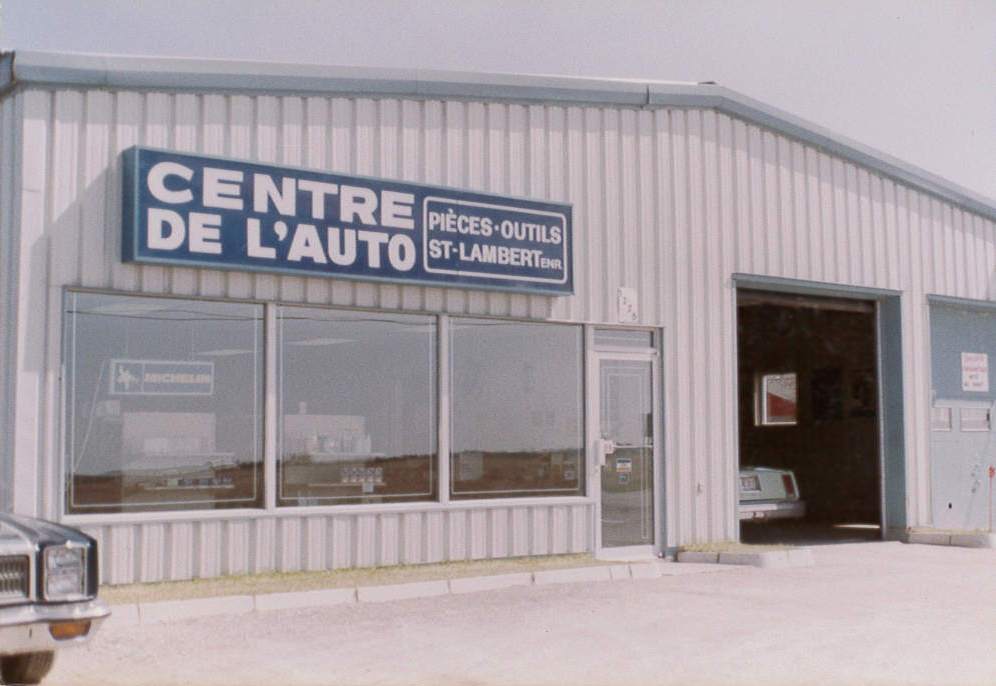 CENTRE
DE L'AUTO
PIÈCES · OUTILS
ST-LAMBERT ENR.
MICHELIN